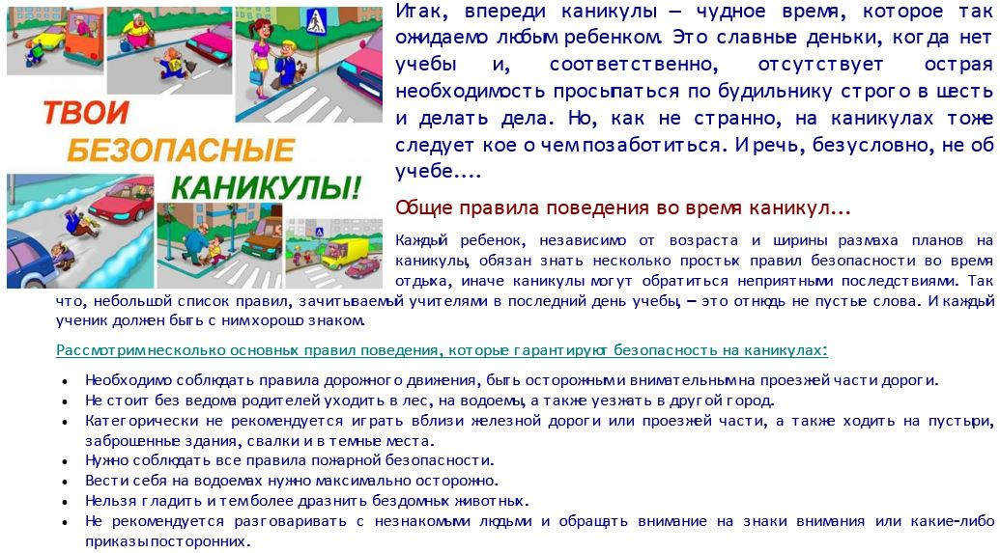 ТВОИ
БЕЗОПАСНЫЕ
КАНИКУЛЫ!
Итак, впереди каникулы – чудное время, которое так
ожидаемо любым ребенком. Это славные деньки, когда нет
учебы и, соответственно, отсутствует острая
необходимость просыпаться по будильнику строго в шесть
и делать дела. Но, как не странно, на каникулах тоже
следует кое о чем позаботиться. И речь, безусловно, не об
учебе....
Общие правила поведения во время каникул...
Каждый ребенок, независимо от возраста и ширины размаха планов на
каникулы, обязан знать несколько простых правил безопасности во время
отдыха, иначе каникулы могут обратиться неприятными последствиями. Так
что, небольшой список правил, зачитываемый учителями в последний день учебы, – это отнюдь не пустые слова. И каждый
ученик должен быть с ним хорошо знаком.
Рассмотрим несколько основных правил поведения, которые гарантируют безопасность на каникулах:
• Необходимо соблюдать правила дорожного движения, быть осторожным и внимательным на проезжей части дороги.
• Не стоит без ведома родителей уходить в лес, на водоемы, а также уезжать в другой город.
• Категорически не рекомендуется играть вблизи железной дороги или проезжей части, а также ходить на пустыри,
заброшенные здания, свалки и в темные места.
• Нужно соблюдать все правила пожарной безопасности.
• Вести себя на водоемах нужно максимально осторожно.
• Нельзя гладить и тем более дразнить бездомных животных.
• Не рекомендуется разговаривать с незнакомыми людьми и обращать внимание на знаки внимания или какие-либо
приказы посторонних.